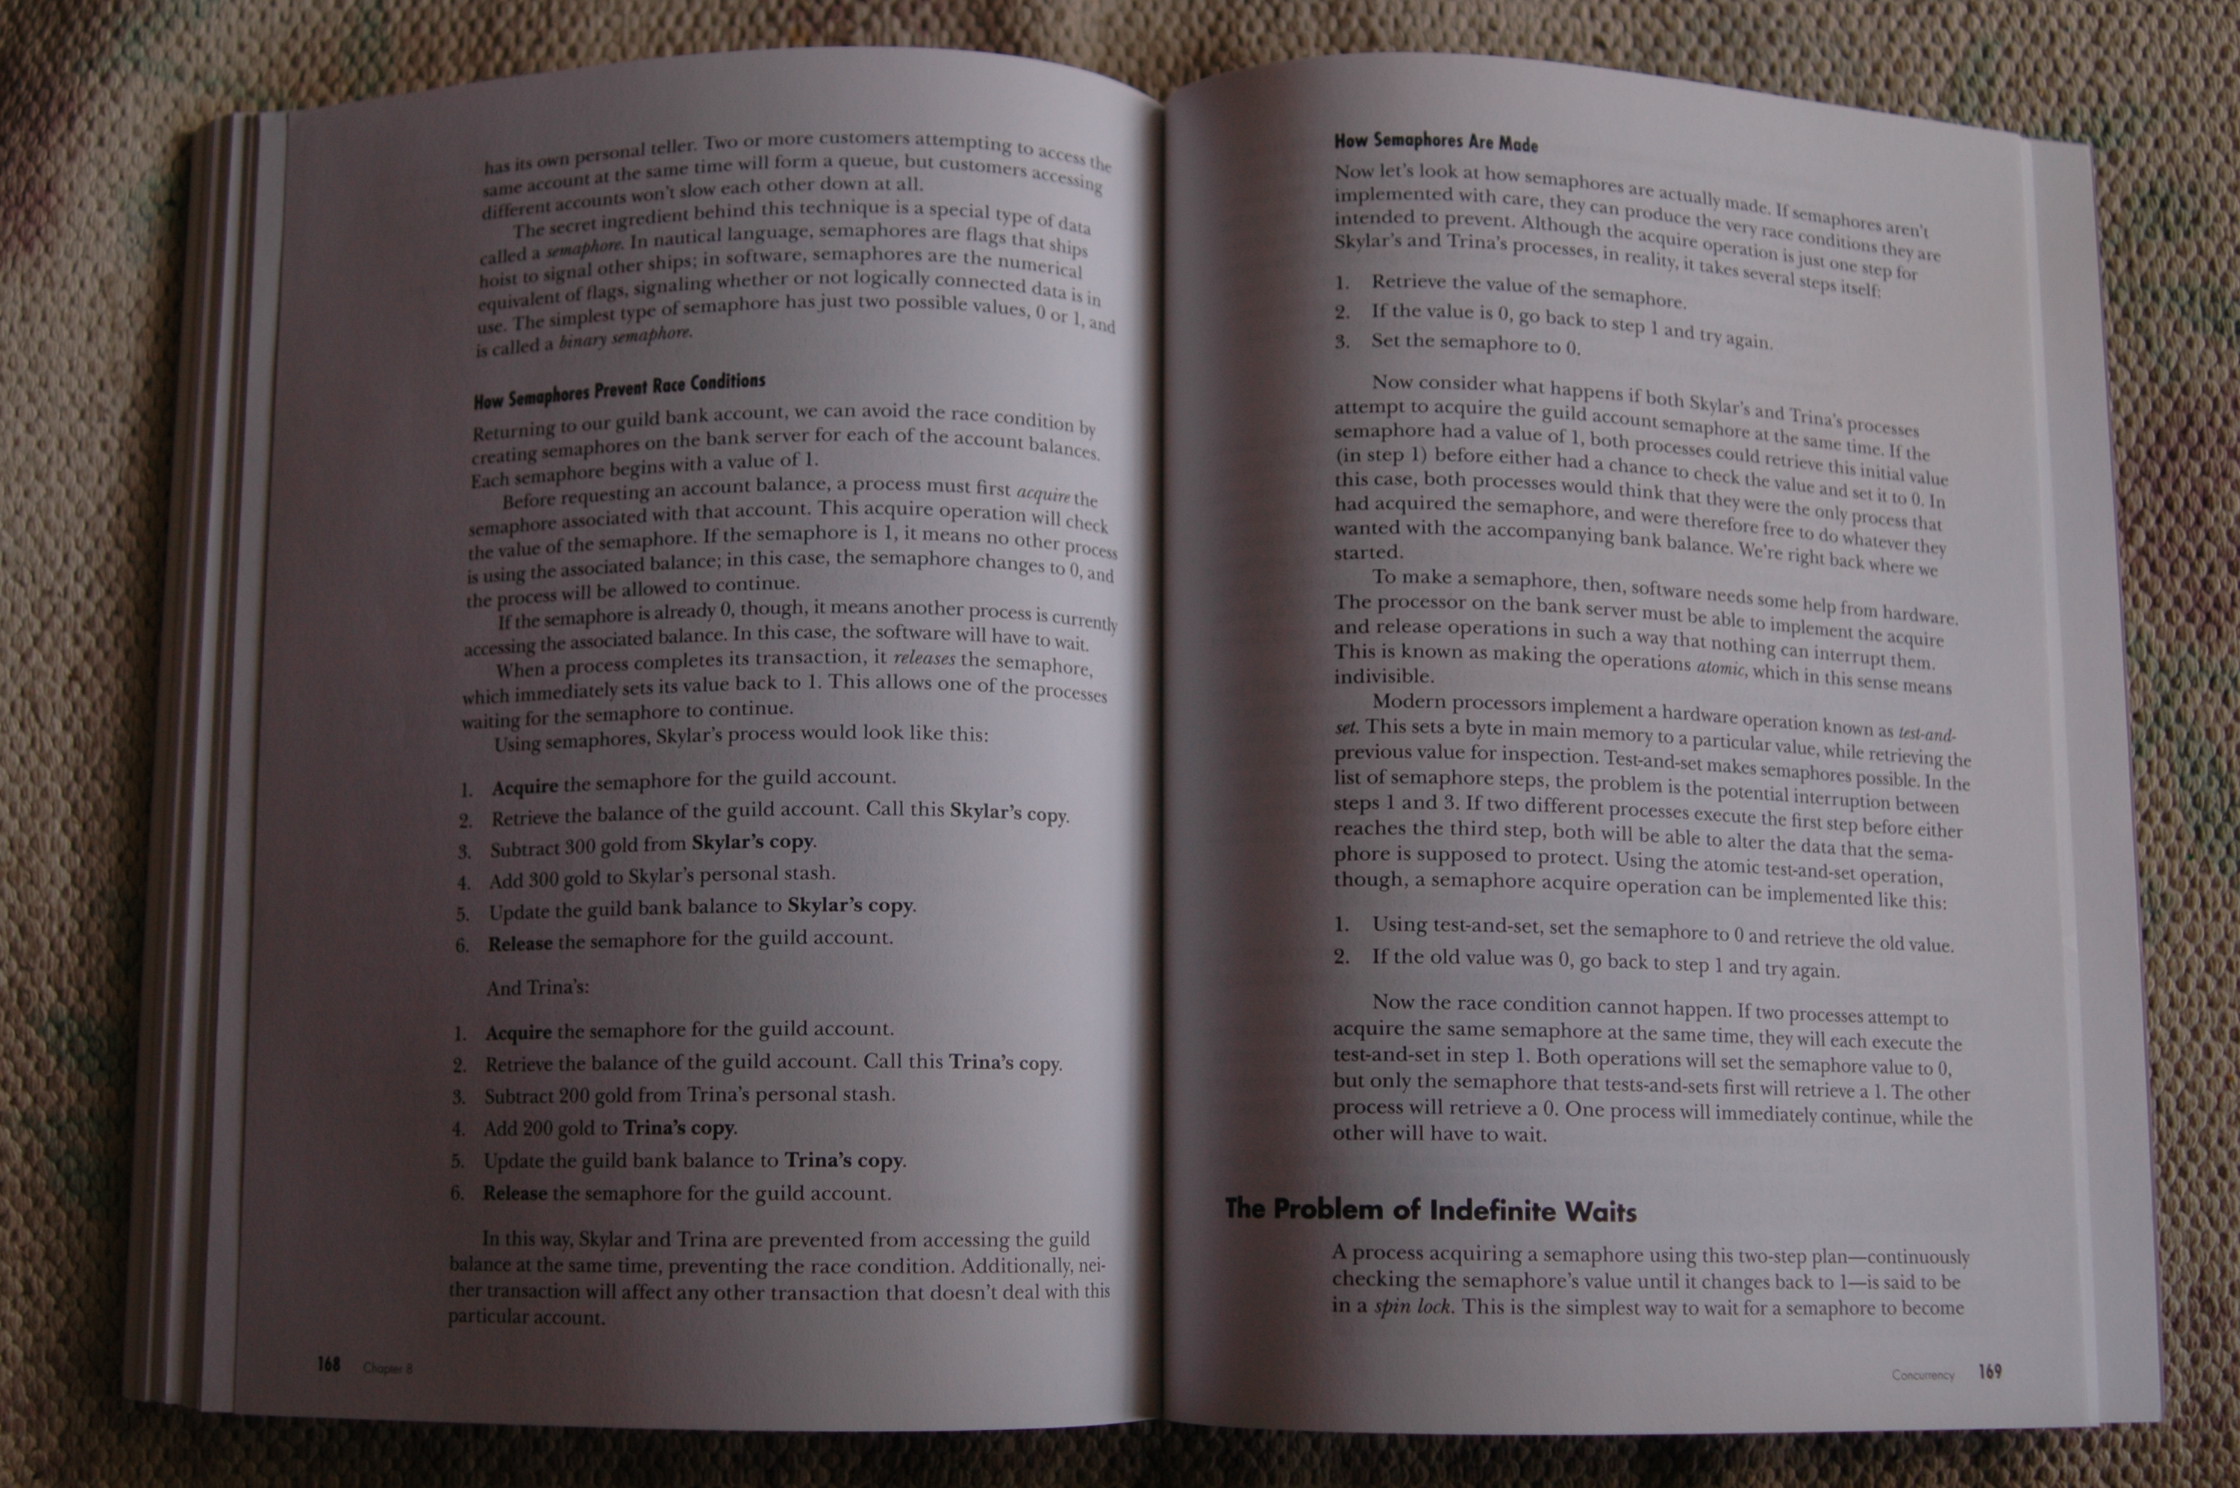 has its own personal teller. Two or more customers attempting to access the
same account at the same time will form a queue, but customers accessing
different accounts won't slow each other down at all.
The secret ingredient behind this technique is a special type of data
called a semaphore. In nautical language, semaphores are flags that ships
hoist to signal other ships; in software, semaphores are the numerical
equivalent of flags, signaling whether or not logically connected data is in
use. The simplest type of semaphore has just two possible values, 0 or 1, and
is called a binary semaphore.
How Semaphores Prevent Race Conditions
Returning to our guild bank account, we can avoid the race condition by
creating semaphores on the bank server for each of the account balances.
Each semaphore begins with a value of 1.
Before requesting an account balance, a process must first acquire the
semaphore associated with that account. This acquire operation will check
the value of the semaphore. If the semaphore is 1, it means no other process
is using the associated balance; in this case, the semaphore changes to 0, and
the process will be allowed to continue.
If the semaphore is already 0, though, it means another process is currently
accessing the associated balance. In this case, the software will have to wait.
When a process completes its transaction, it releases the semaphore,
which immediately sets its value back to 1. This allows one of the processes
waiting for the semaphore to continue.
Using semaphores, Skylar's process would look like this:
1. Acquire the semaphore for the guild account.
2. Retrieve the balance of the guild account. Call this Skylar's copy.
3. Subtract 300 gold from Skylar's copy.
4. Add 300 gold to Skylar's personal stash.
5. Update the guild bank balance to Skylar's copy.
6. Release the semaphore for the guild account.
And Trina's:
1. Acquire the semaphore for the guild account.
2. Retrieve the balance of the guild account. Call this Trina's copy.
3. Subtract 200 gold from Trina's personal stash.
4. Add 200 gold to Trina's copy.
5. Update the guild bank balance to Trina's copy.
6. Release the semaphore for the guild account.
In this way, Skylar and Trina are prevented from accessing the guild
balance at the same time, preventing the race condition. Additionally, nei-
ther transaction will affect any other transaction that doesn't deal with this
particular account.
168 Chapter 8
How Semaphores Are Made
Now let's look at how semaphores are actually made. If semaphores aren't
implemented with care, they can produce the very race conditions they are
intended to prevent. Although the acquire operation is just one step for
Skylar's and Trina's processes, in reality, it takes several steps itself:
1. Retrieve the value of the semaphore.
2. If the value is 0, go back to step 1 and try again.
3. Set the semaphore to 0.
Now consider what happens if both Skylar's and Trina's processes
attempt to acquire the guild account semaphore at the same time. If the
semaphore had a value of 1, both processes could retrieve this initial value
(in step 1) before either had a chance to check the value and set it to 0. In
this case, both processes would think that they were the only process that
had acquired the semaphore, and were therefore free to do whatever they
wanted with the accompanying bank balance. We're right back where we
started.
To make a semaphore, then, software needs some help from hardware.
The processor on the bank server must be able to implement the acquire
and release operations in such a way that nothing can interrupt them.
This is known as making the operations atomic, which in this sense means
indivisible.
Modern processors implement a hardware operation known as test-and-
set. This sets a byte in main memory to a particular value, while retrieving the
previous value for inspection. Test-and-set makes semaphores possible. In the
list of semaphore steps, the problem is the potential interruption between
steps 1 and 3. If two different processes execute the first step before either
reaches the third step, both will be able to alter the data that the sema-
phore is supposed to protect. Using the atomic test-and-set operation,
though, a semaphore acquire operation can be implemented like this:
1. Using test-and-set, set the semaphore to 0 and retrieve the old value.
2. If the old value was 0, go back to step 1 and try again.
Now the race condition cannot happen. If two processes attempt to
acquire the same semaphore at the same time, they will each execute the
test-and-set in step 1. Both operations will set the semaphore value to 0,
but only the semaphore that tests-and-sets first will retrieve a 1. The other
process will retrieve a 0. One process will immediately continue, while the
other will have to wait.
The Problem of Indefinite Waits
A process acquiring a semaphore using this two-step plan—continuously
checking the semaphore's value until it changes back to 1—is said to be
in a spin lock. This is the simplest way to wait for a semaphore to become
Concurrency 169